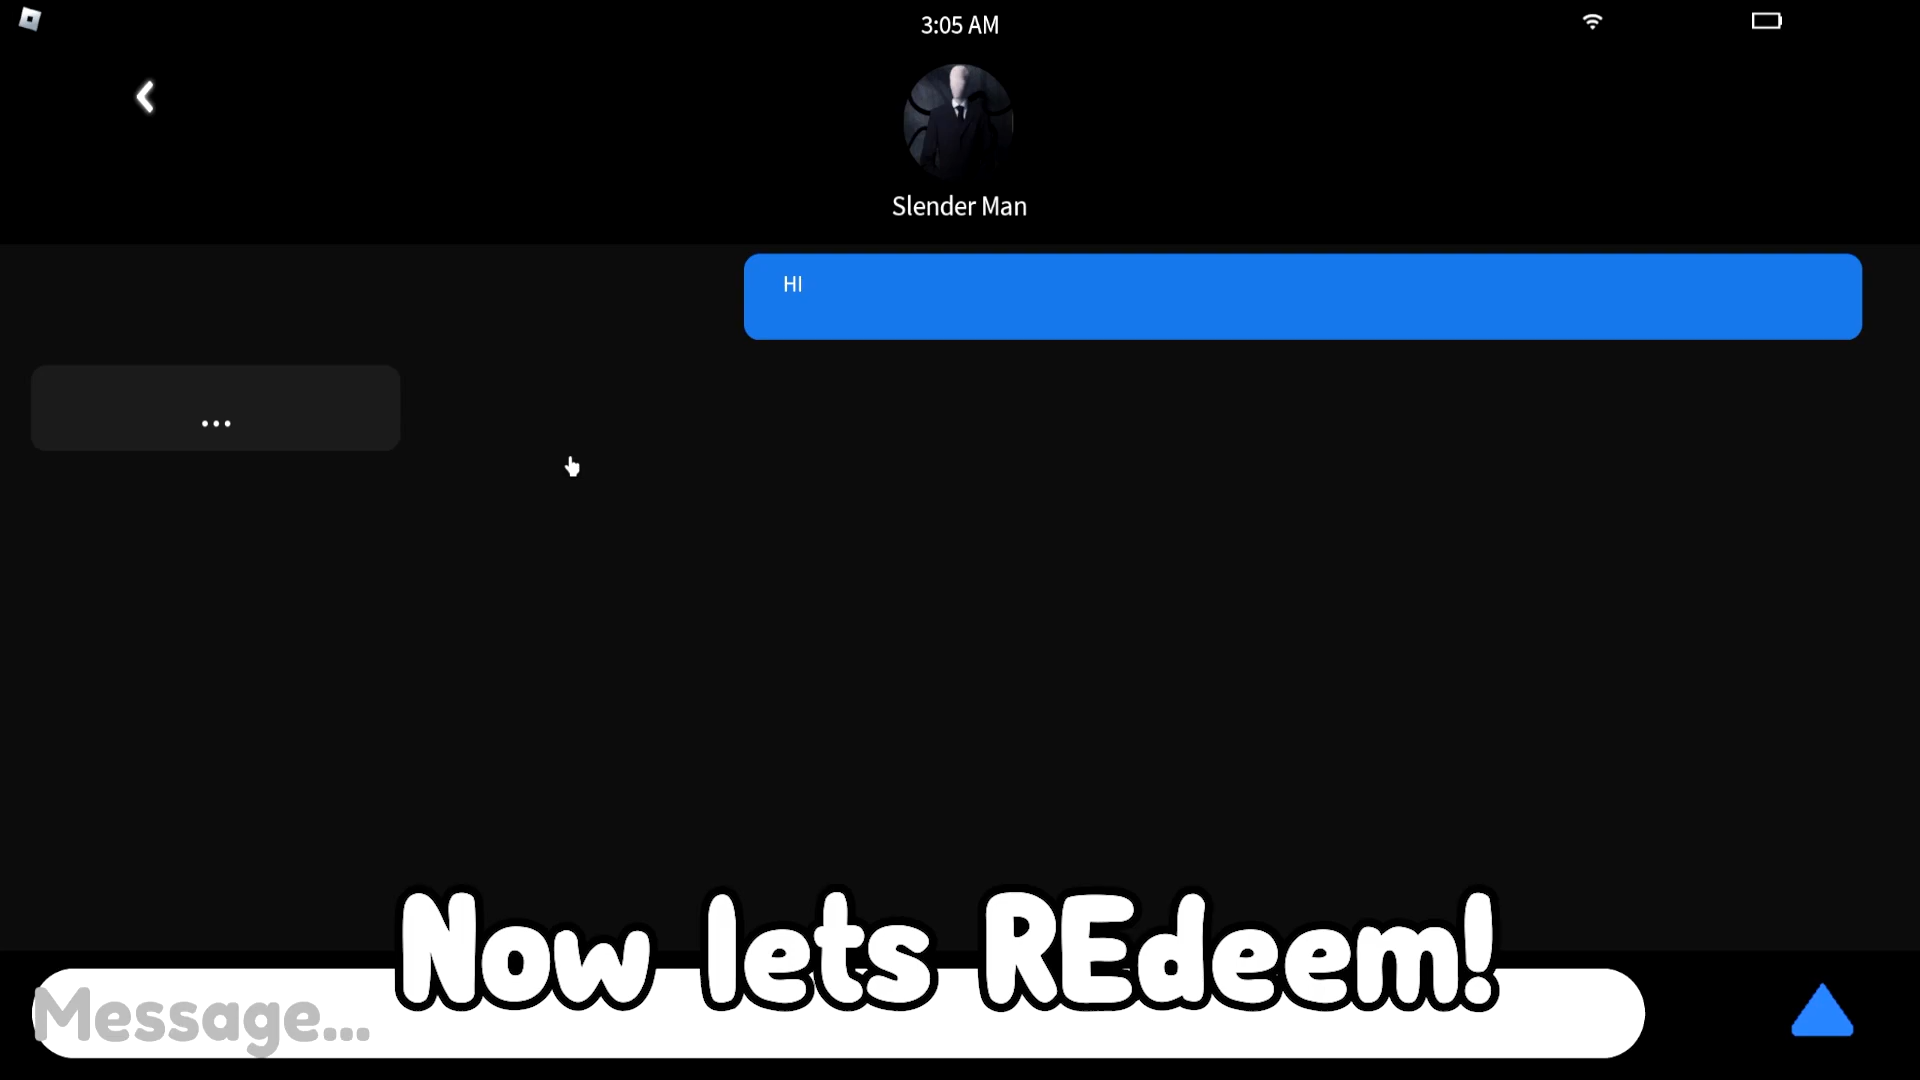 3:05 AM
Slender Man
HI
...
Now lets REdeem!
Message...